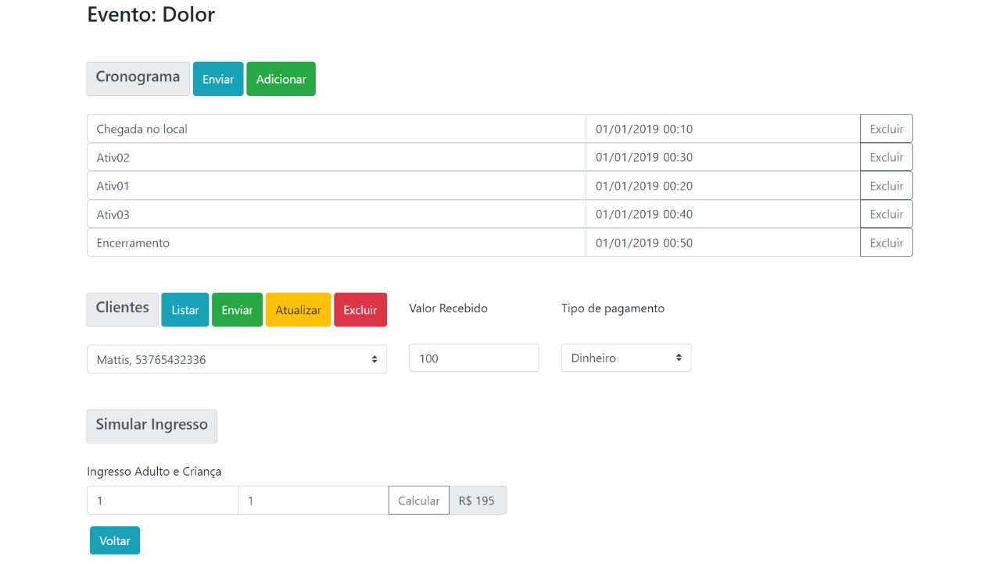 Evento: Dolor
Cronograma Enviar Adicionar
Chegada no local 01/01/2019 00:10 Excluir
Ativ02 01/01/2019 00:30 Excluir
Ativ01 01/01/2019 00:20 Excluir
Ativ03 01/01/2019 00:40 Excluir
Encerramento 01/01/2019 00:50 Excluir
Clientes Listar Enviar Atualizar Excluir Valor Recebido Tipo de pagamento
Mattis, 53765432336 100 Dinheiro
Simular Ingresso
Ingresso Adulto e Criança
1 1 Calcular R$ 195
Voltar